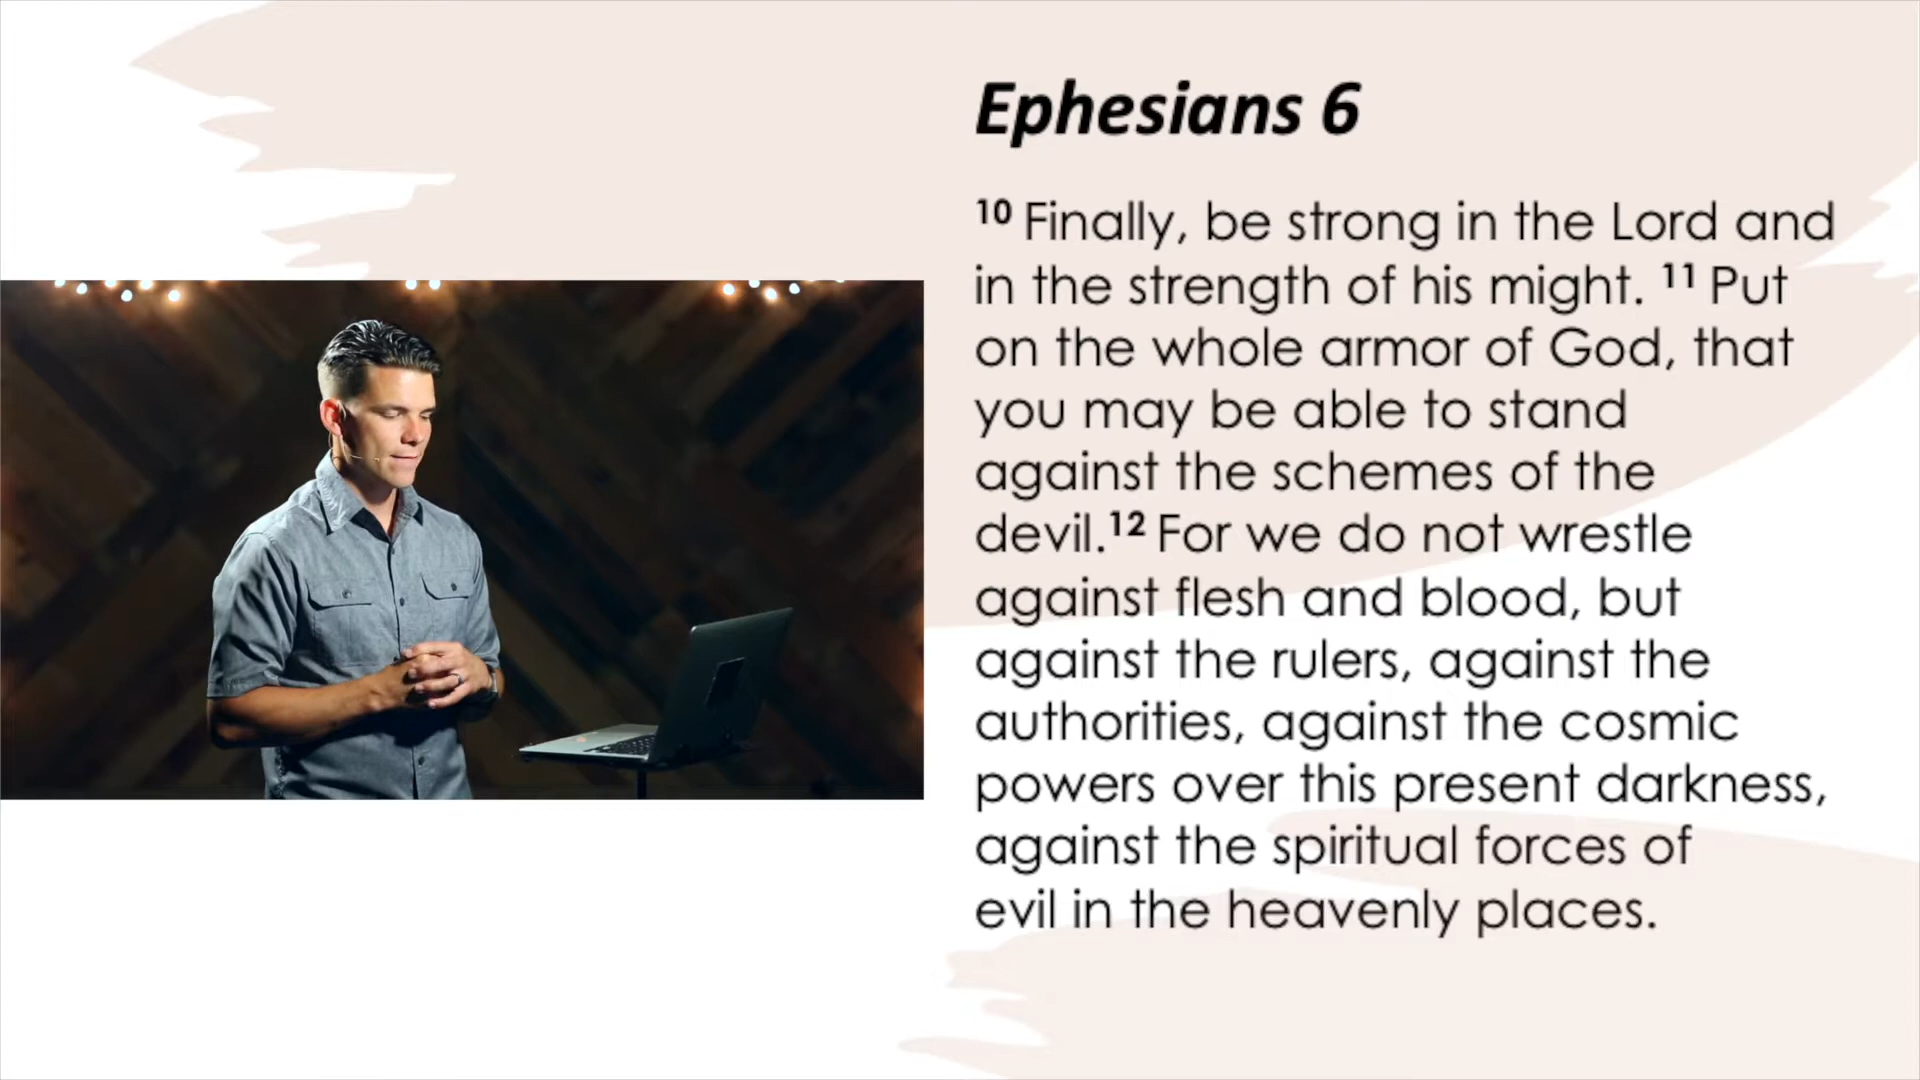 Ephesians 6
10 Finally, be strong in the Lord and
in the strength of his might. 11 Put
on the whole armor of God, that
you may be able to stand
against the schemes of the
devil.12 For we do not wrestle
against flesh and blood, but
against the rulers, against the
authorities, against the cosmic
powers over this present darkness,
against the spiritual forces of
evil in the heavenly places.